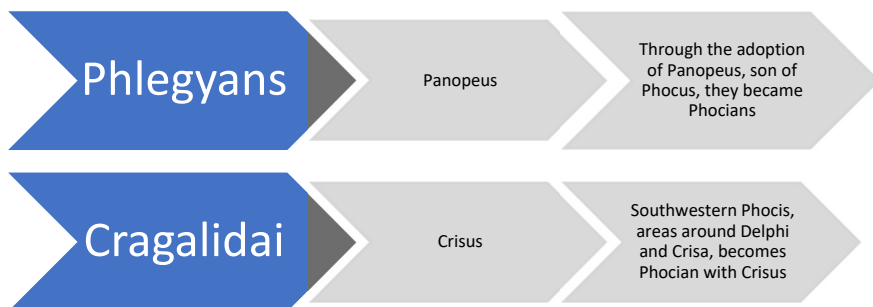 Phlegyans
Panopeus
Through the adoption
of Panopeus, son of
Phocus, they became
Phocians
Cragalidai
Crisus
Southwestern Phocis,
areas around Delphi
and Crisa, becomes
Phocian with Crisus